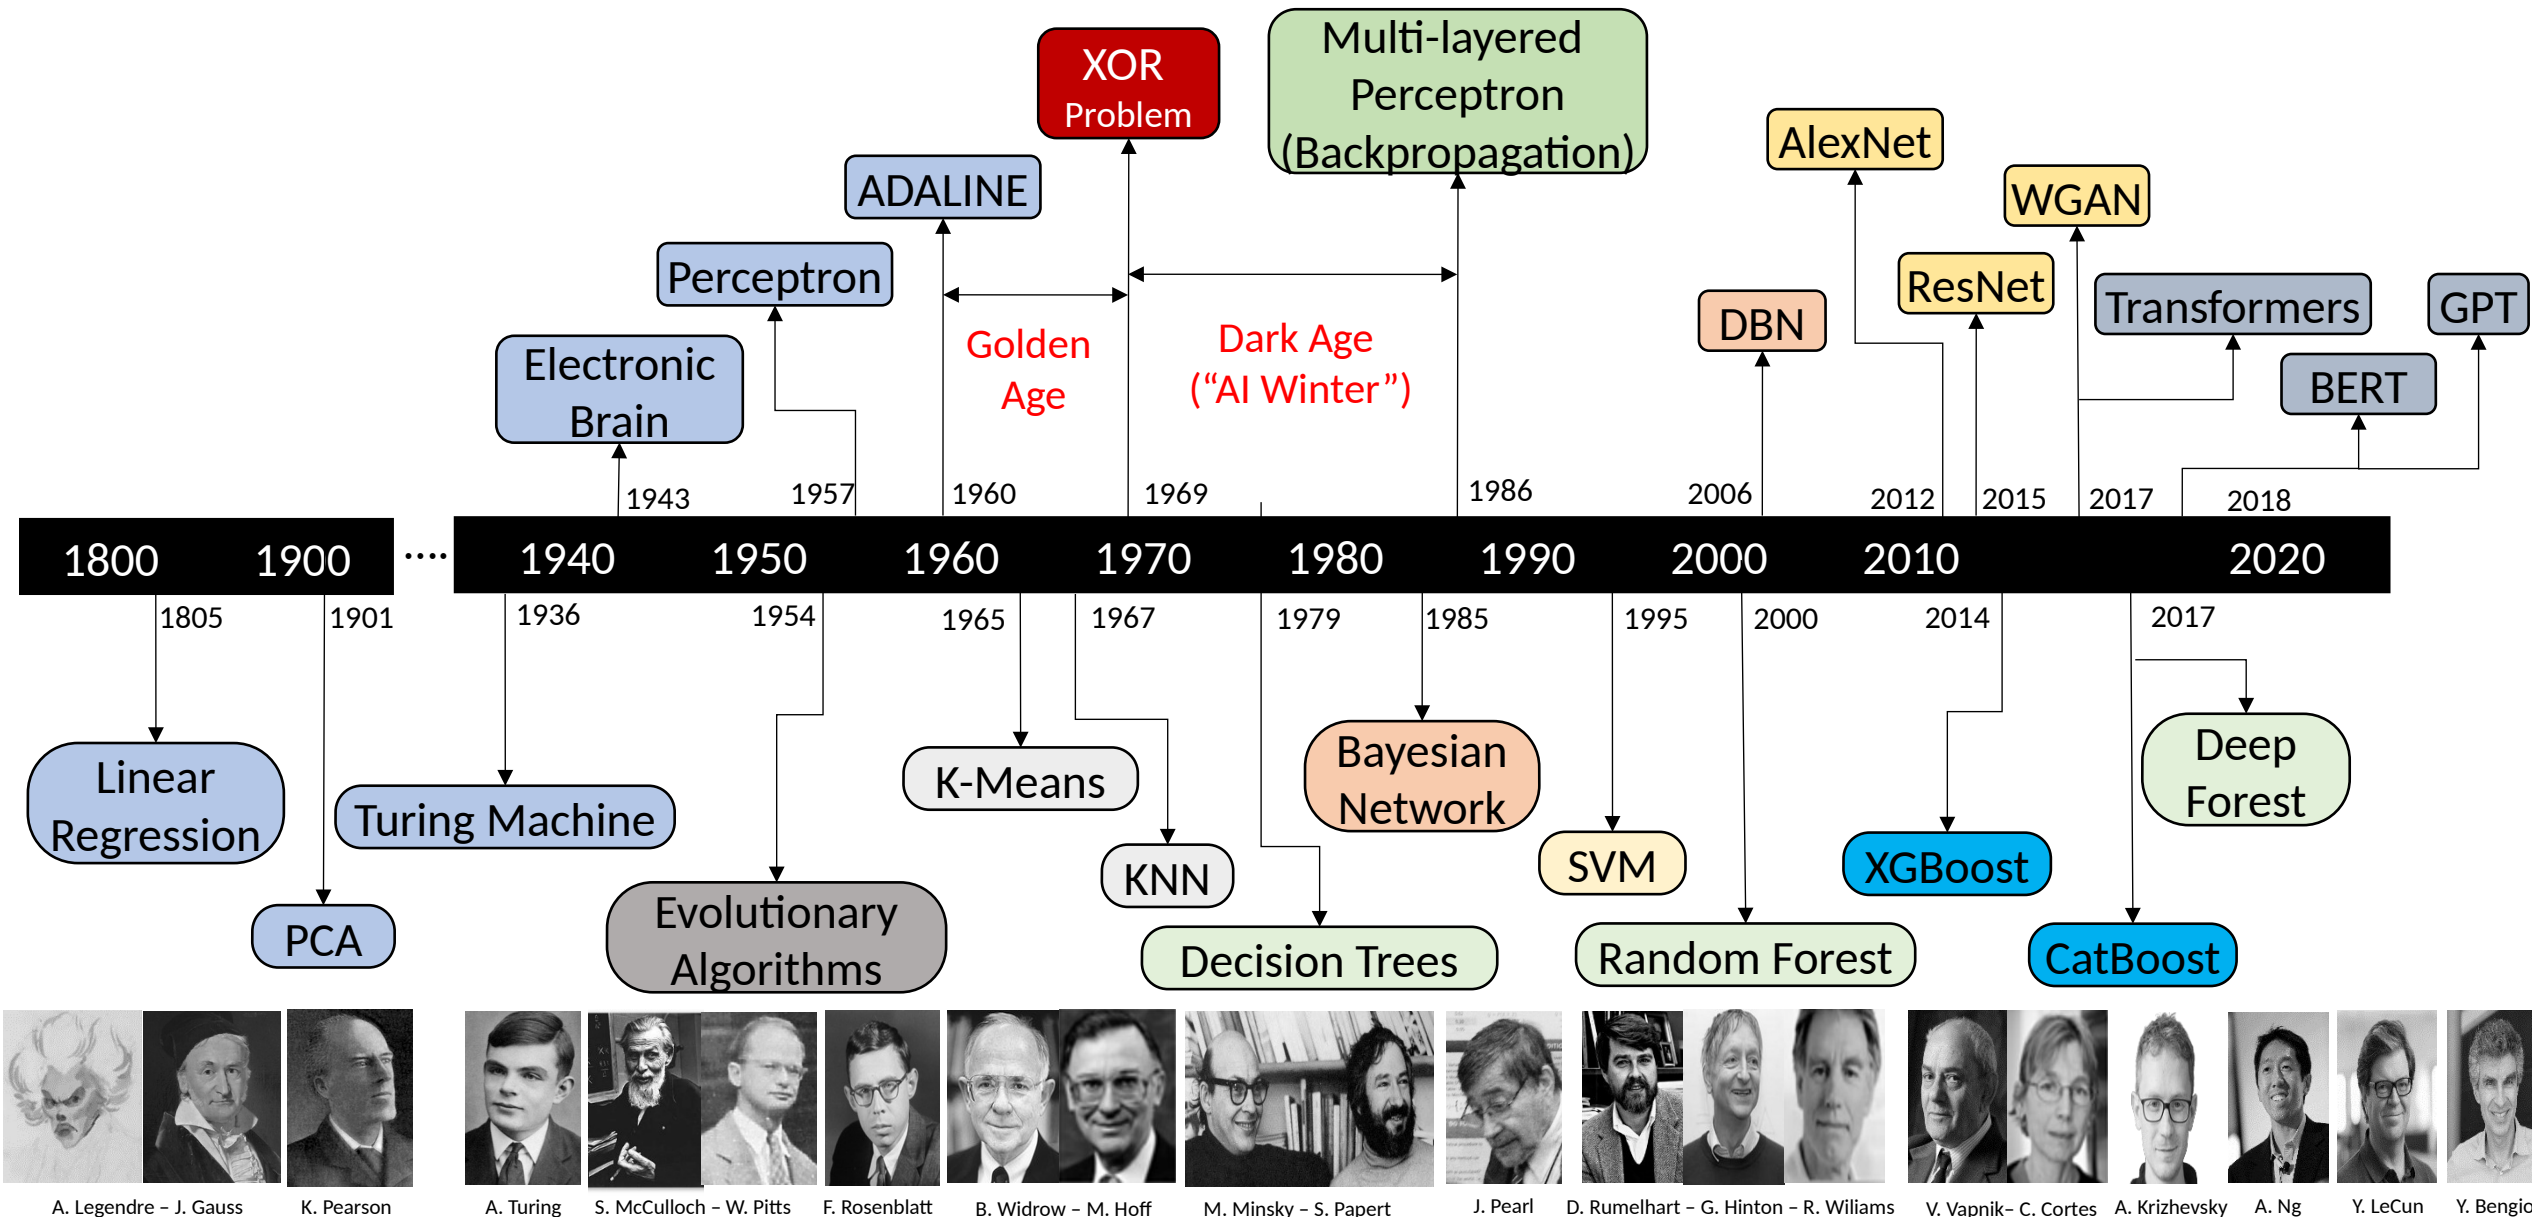 XOR
Problem
Multi-layered
Perceptron
(Backpropagation)
AlexNet
ADALINE
WGAN
Perceptron
ResNet
Transformers
GPT
DBN
Electronic
Brain
Golden
Age
Dark Age
(“AI Winter”)
BERT
1943
1957
1960
1969
1986
2006
2012
2015
2017
2018
1800
1900
....
1940
1950
1960
1970
1980
1990
2000
2010
2020
1805
1901
1936
1954
1965
1967
1979
1985
1995
2000
2014
2017
Linear
Regression
Turing Machine
K-Means
Bayesian
Network
Deep
Forest
KNN
SVM
XGBoost
PCA
Evolutionary
Algorithms
Decision Trees
Random Forest
CatBoost
A. Legendre – J. Gauss
K. Pearson
A. Turing
S. McCulloch – W. Pitts
F. Rosenblatt
B. Widrow – M. Hoff
M. Minsky – S. Papert
J. Pearl
D. Rumelhart – G. Hinton – R. Wiliams
V. Vapnik– C. Cortes
A. Krizhevsky
A. Ng
Y. LeCun
Y. Bengio